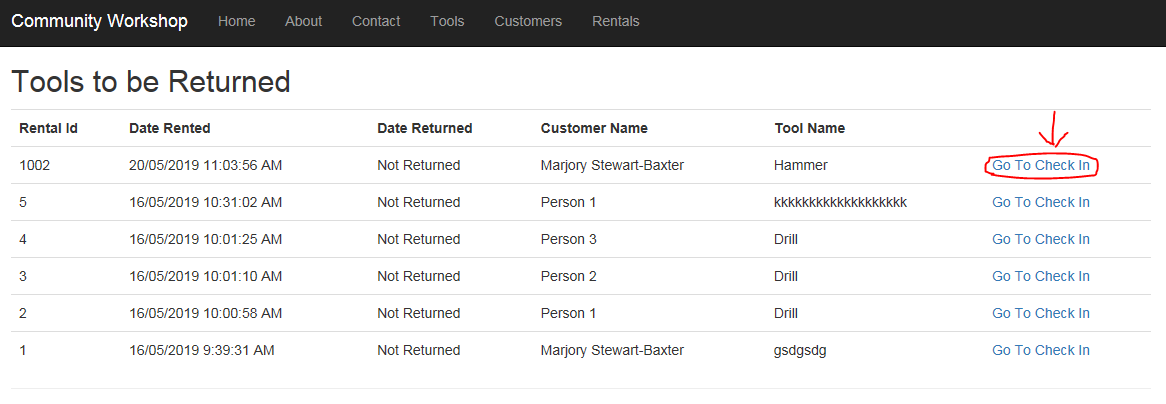 Community Workshop Home About Contact Tools Customers Rentals
Tools to be Returned
Rental Id Date Rented Date Returned Customer Name Tool Name
1002 20/05/2019 11:03:56 AM Not Returned Marjory Stewart-Baxter Hammer Go To Check In
5 16/05/2019 10:31:02 AM Not Returned Person 1 kkkkkkkkkkkkkkkkkkk Go To Check In
4 16/05/2019 10:01:25 AM Not Returned Person 3 Drill Go To Check In
3 16/05/2019 10:01:10 AM Not Returned Person 2 Drill Go To Check In
2 16/05/2019 10:00:58 AM Not Returned Person 1 Drill Go To Check In
1 16/05/2019 9:39:31 AM Not Returned Marjory Stewart-Baxter gsdgsdg Go To Check In